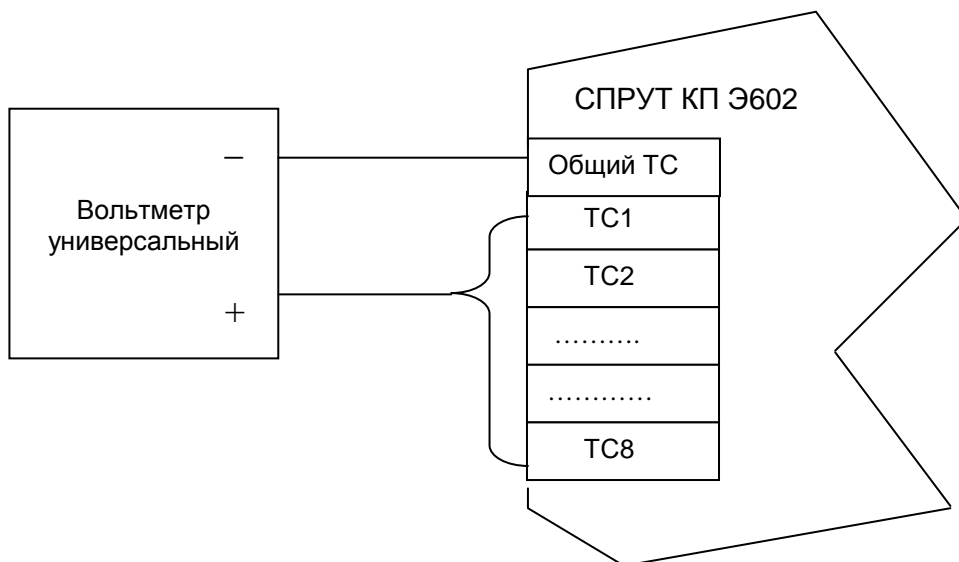 СПРУТ КП Э602
–
Общий ТС
Вольтметр
универсальный
ТС1
ТС2
+
..........
............
ТС8